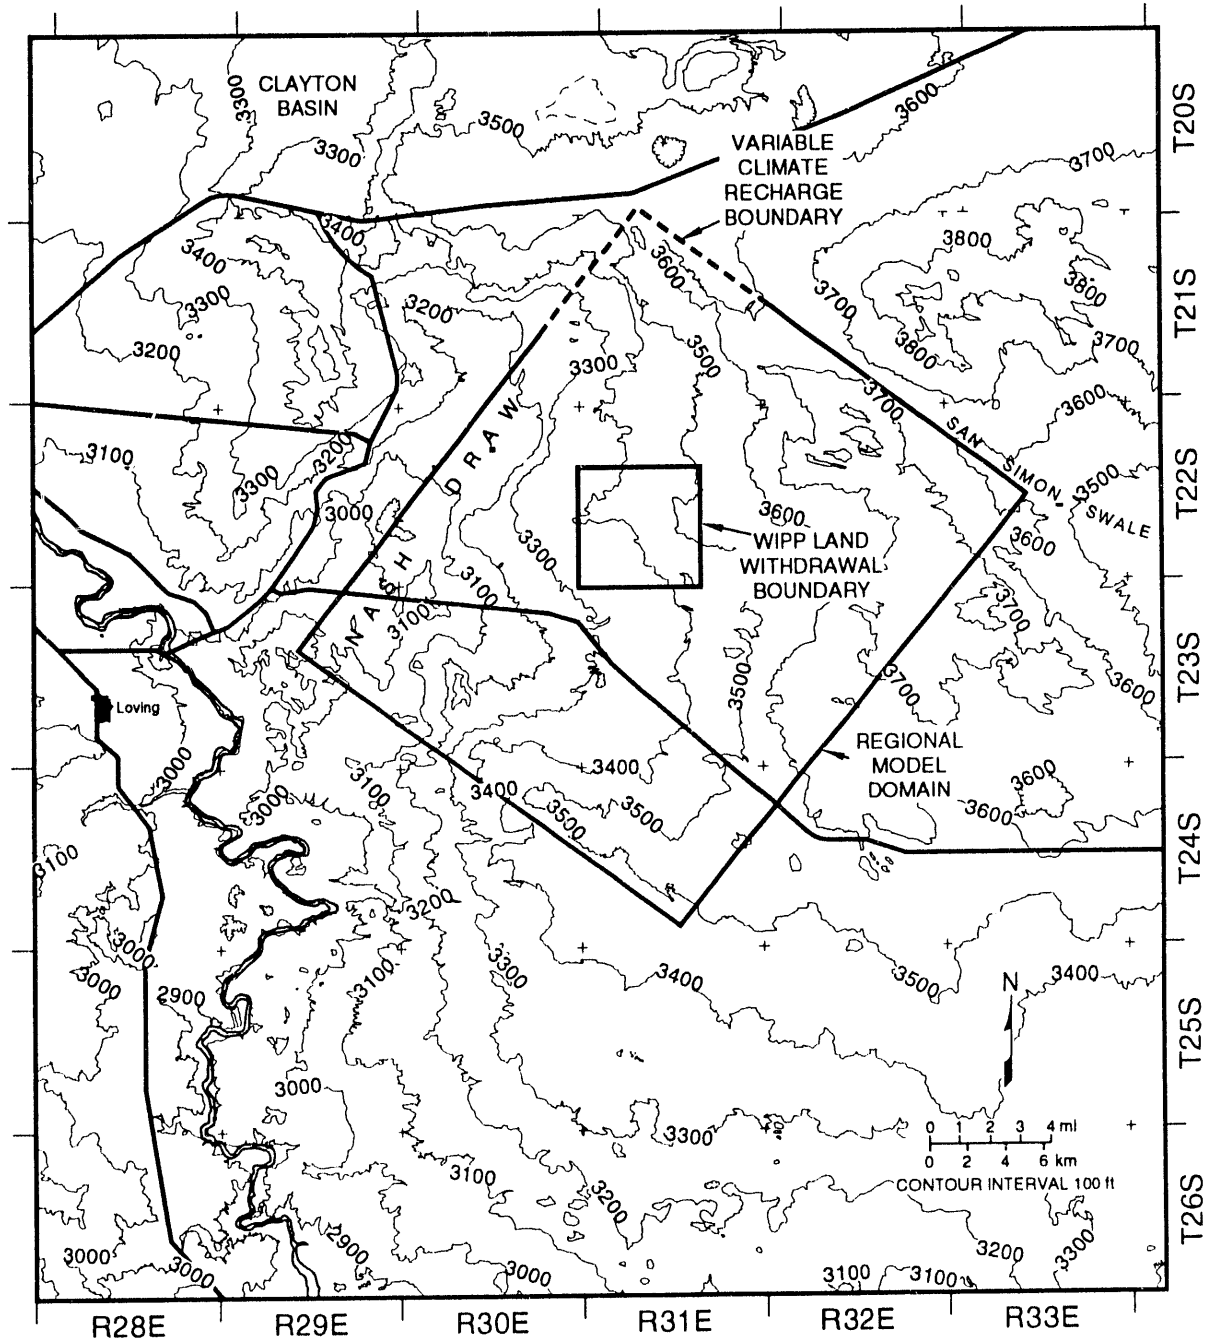 3300
CLAYTON
BASIN
3500
3600
T20S
3300
VARIABLE
CLIMATE
RECHARGE
BOUNDARY
3700
3400
3400
3600
3800
3300
3200
3700
3800
T21S
3200
3300
3500
3800
3700
3700
3600
3100
3300
3200
NASH DRAW
SAN SIMON SWALE
3500
T22S
3000
3600
3300
WIPP LAND
WITHDRAWAL
BOUNDARY
3600
3100
3100
3700
T23S
3500
3700
3600
Loving
3000
REGIONAL
MODEL
DOMAIN
3100
3400
3400
3600
3000
3500
3500
3600
T24S
3100
3200
3000
3300
3400
3500
3400
3000
2900
3100
N
T25S
3000
3300
0 1 2 3 4 mi
0 2 4 6 km
CONTOUR INTERVAL 100 ft
3100
3200
T26S
3000
2900
3000
3000
3200
3300
3100
3100
R28E
R29E
R30E
R31E
R32E
R33E